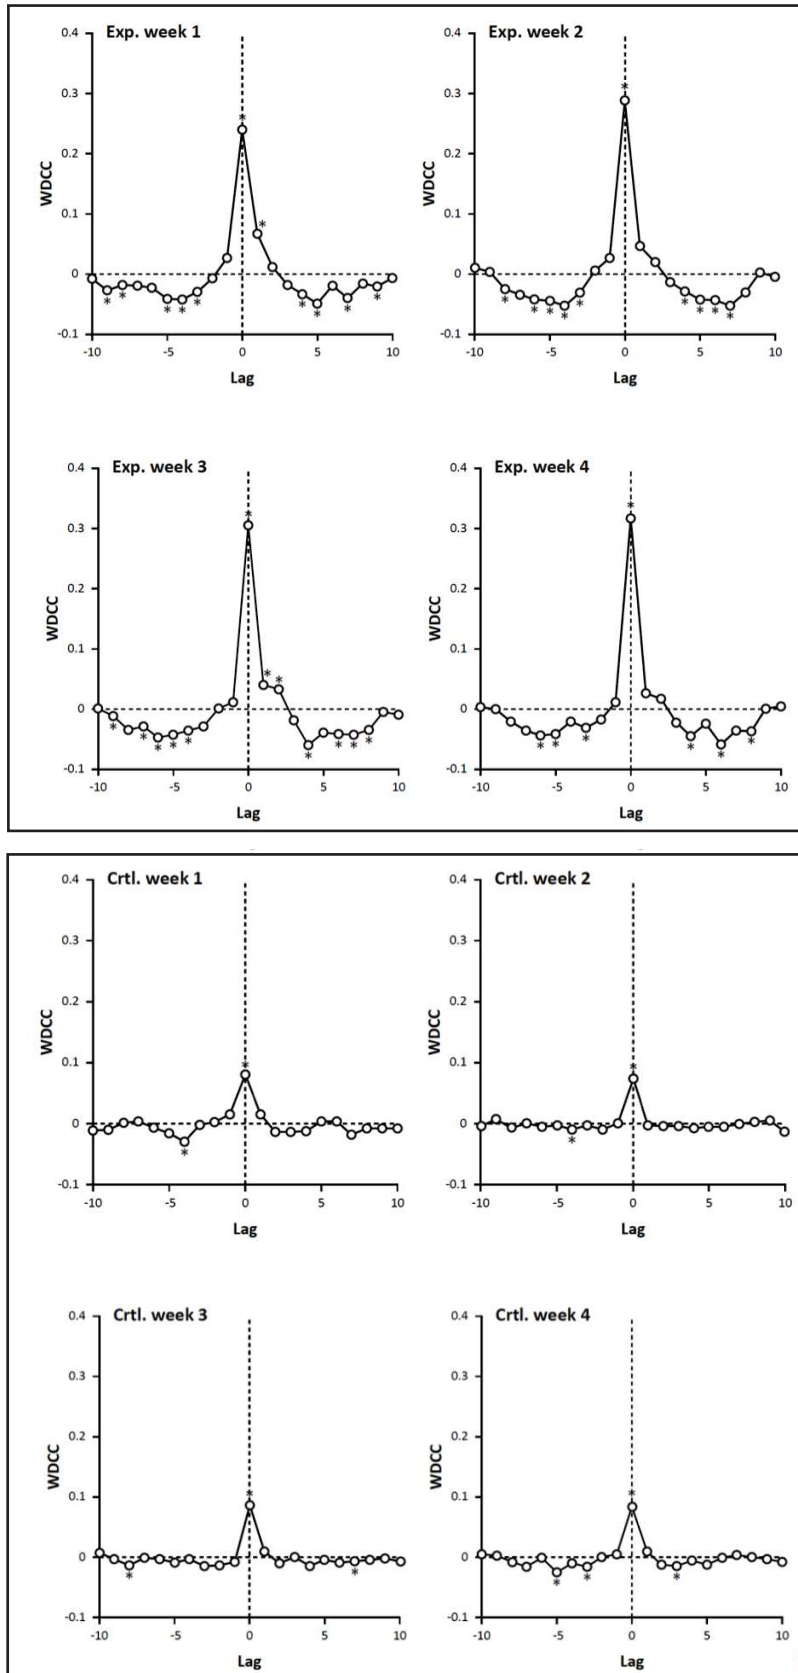 Exp. week 1
0.4
0.3
0.2
0.1
0
-0.1
WDCC
*
*
* * * * * * * * *
-10 -5 0 5 10
Lag
Exp. week 2
0.4
0.3
0.2
0.1
0
-0.1
WDCC
*
* * * * * * * * *
-10 -5 0 5 10
Lag
Exp. week 3
0.4
0.3
0.2
0.1
0
-0.1
WDCC
*
* *
* * * * * * * * *
-10 -5 0 5 10
Lag
Exp. week 4
0.4
0.3
0.2
0.1
0
-0.1
WDCC
*
* * * * * *
-10 -5 0 5 10
Lag
Crtl. week 1
0.4
0.3
0.2
0.1
0
-0.1
WDCC
*
*
-10 -5 0 5 10
Lag
Crtl. week 2
0.4
0.3
0.2
0.1
0
-0.1
WDCC
*
*
-10 -5 0 5 10
Lag
Crtl. week 3
0.4
0.3
0.2
0.1
0
-0.1
WDCC
*
* *
-10 -5 0 5 10
Lag
Crtl. week 4
0.4
0.3
0.2
0.1
0
-0.1
WDCC
*
* * *
-10 -5 0 5 10
Lag